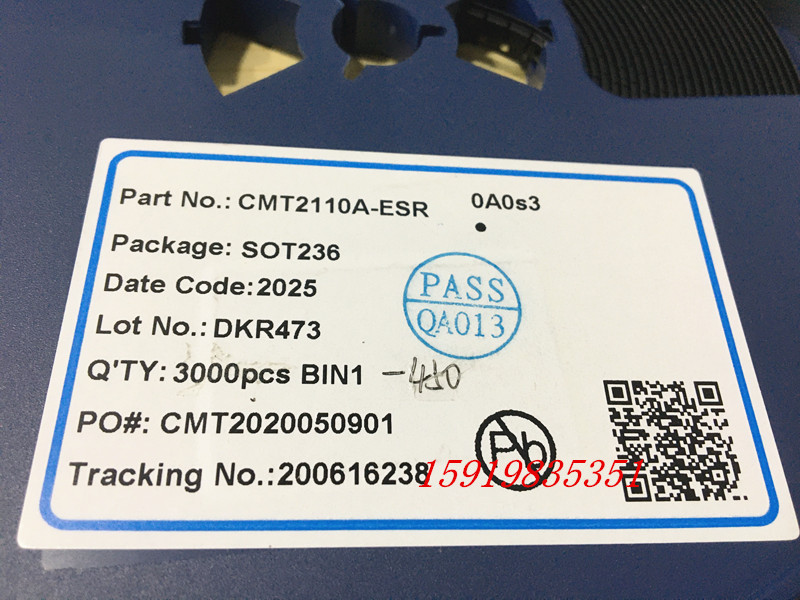 Part No.: CMT2110A-ESR 0A0s3
Package: SOT236
Date Code:2025
PASS
Lot No.: DKR473
QA013
Q'TY: 3000pcs BIN1 -450
PO#: CMT2020050901
Pb
Tracking No.:200616238
15919835351